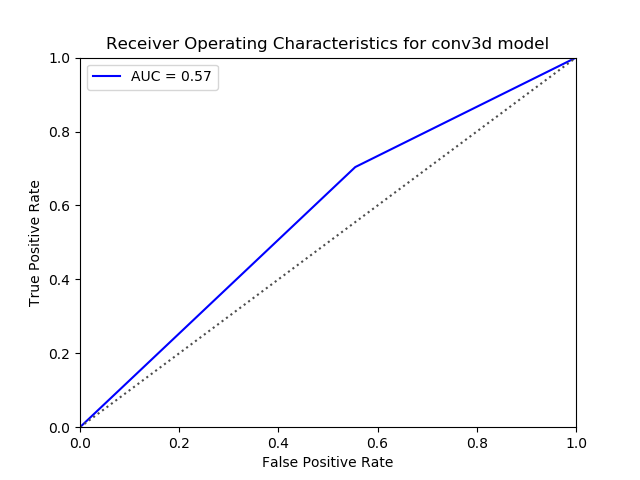 Receiver Operating Characteristics for conv3d model
AUC = 0.57
1.0
0.8
0.6
0.4
0.2
0.0
True Positive Rate
0.0 0.2 0.4 0.6 0.8 1.0
False Positive Rate